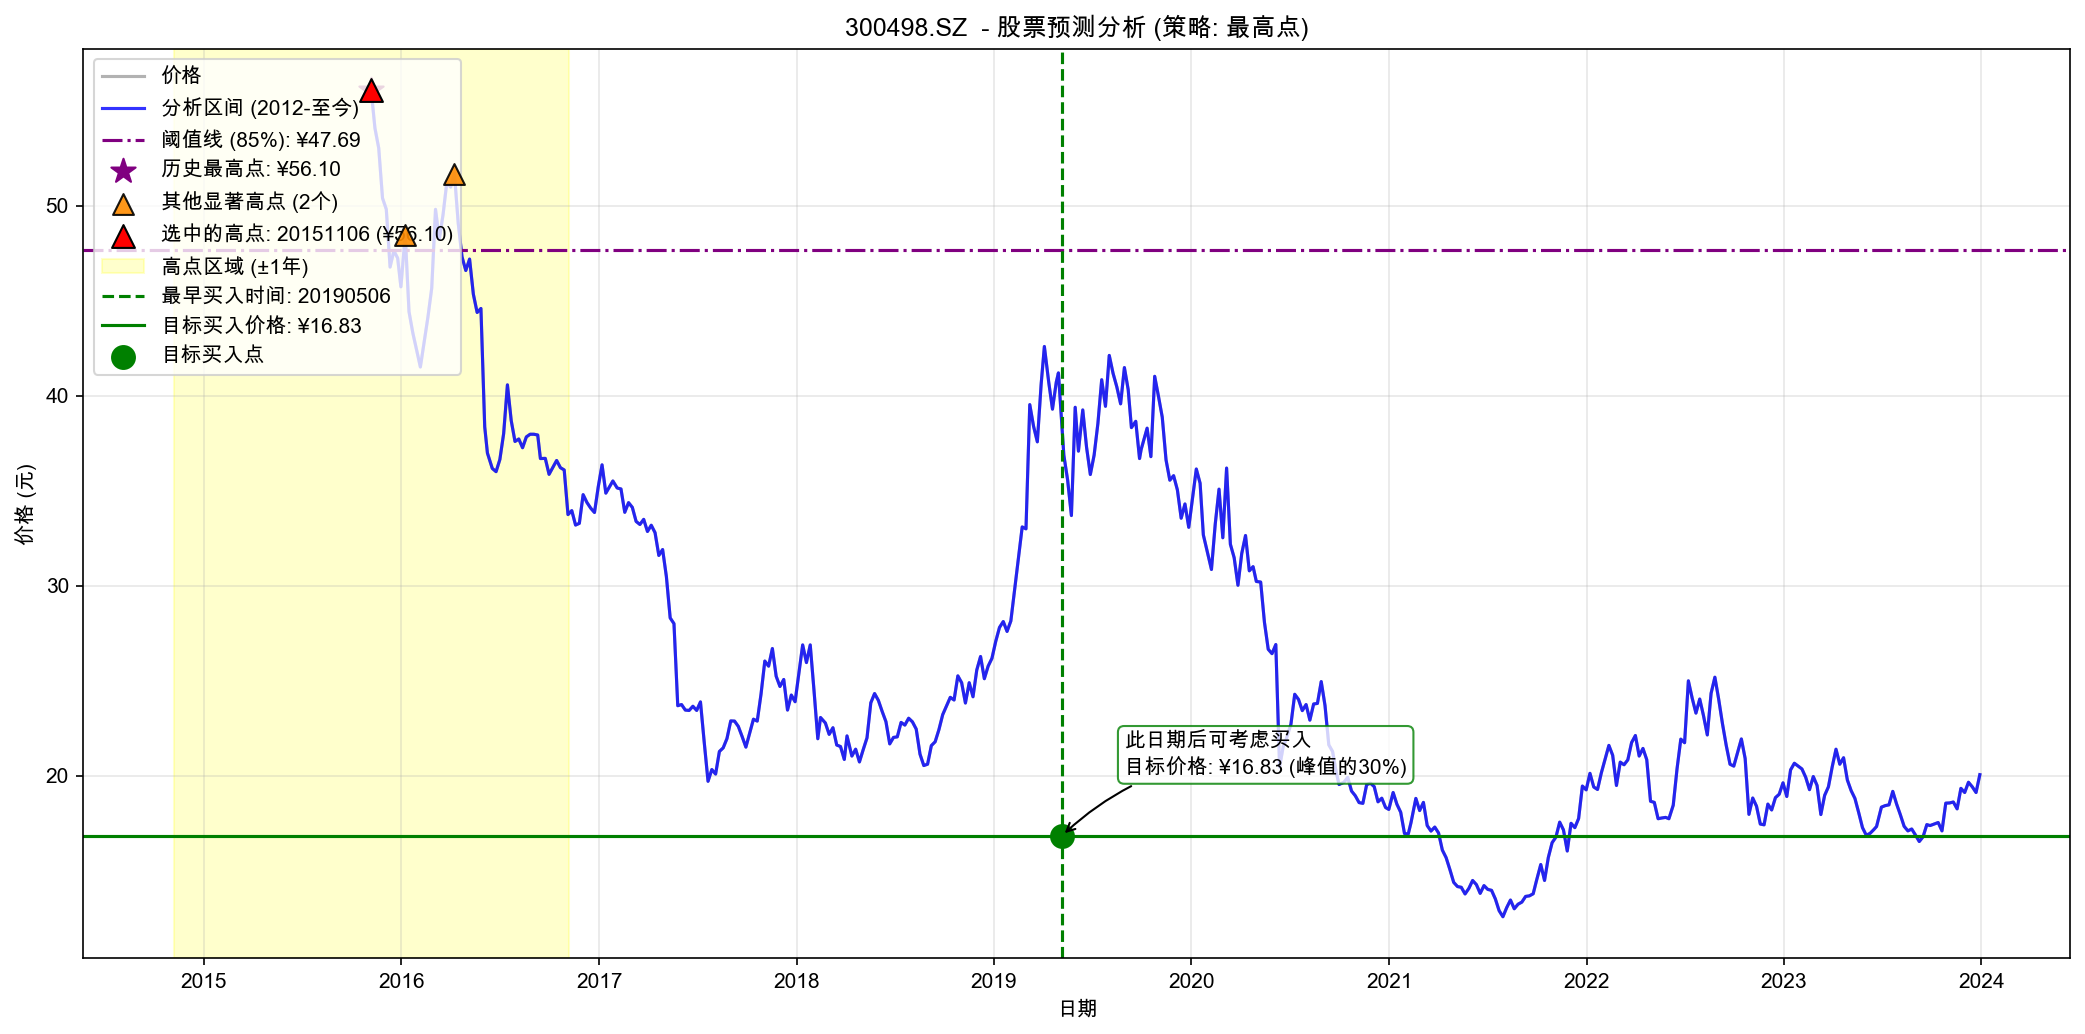 300498.SZ - 股票预测分析 (策略: 最高点)
价格
分析区间 (2012-至今)
阈值线 (85%): ¥47.69
历史最高点: ¥56.10
其他显著高点 (2个)
选中的高点: 20151106 (¥56.10)
高点区域 (±1年)
最早买入时间: 20190506
目标买入价格: ¥16.83
目标买入点
此日期后可考虑买入
目标价格: ¥16.83 (峰值的30%)
价格 (元)
50
40
30
20
2015 2016 2017 2018 2019 2020 2021 2022 2023 2024
日期